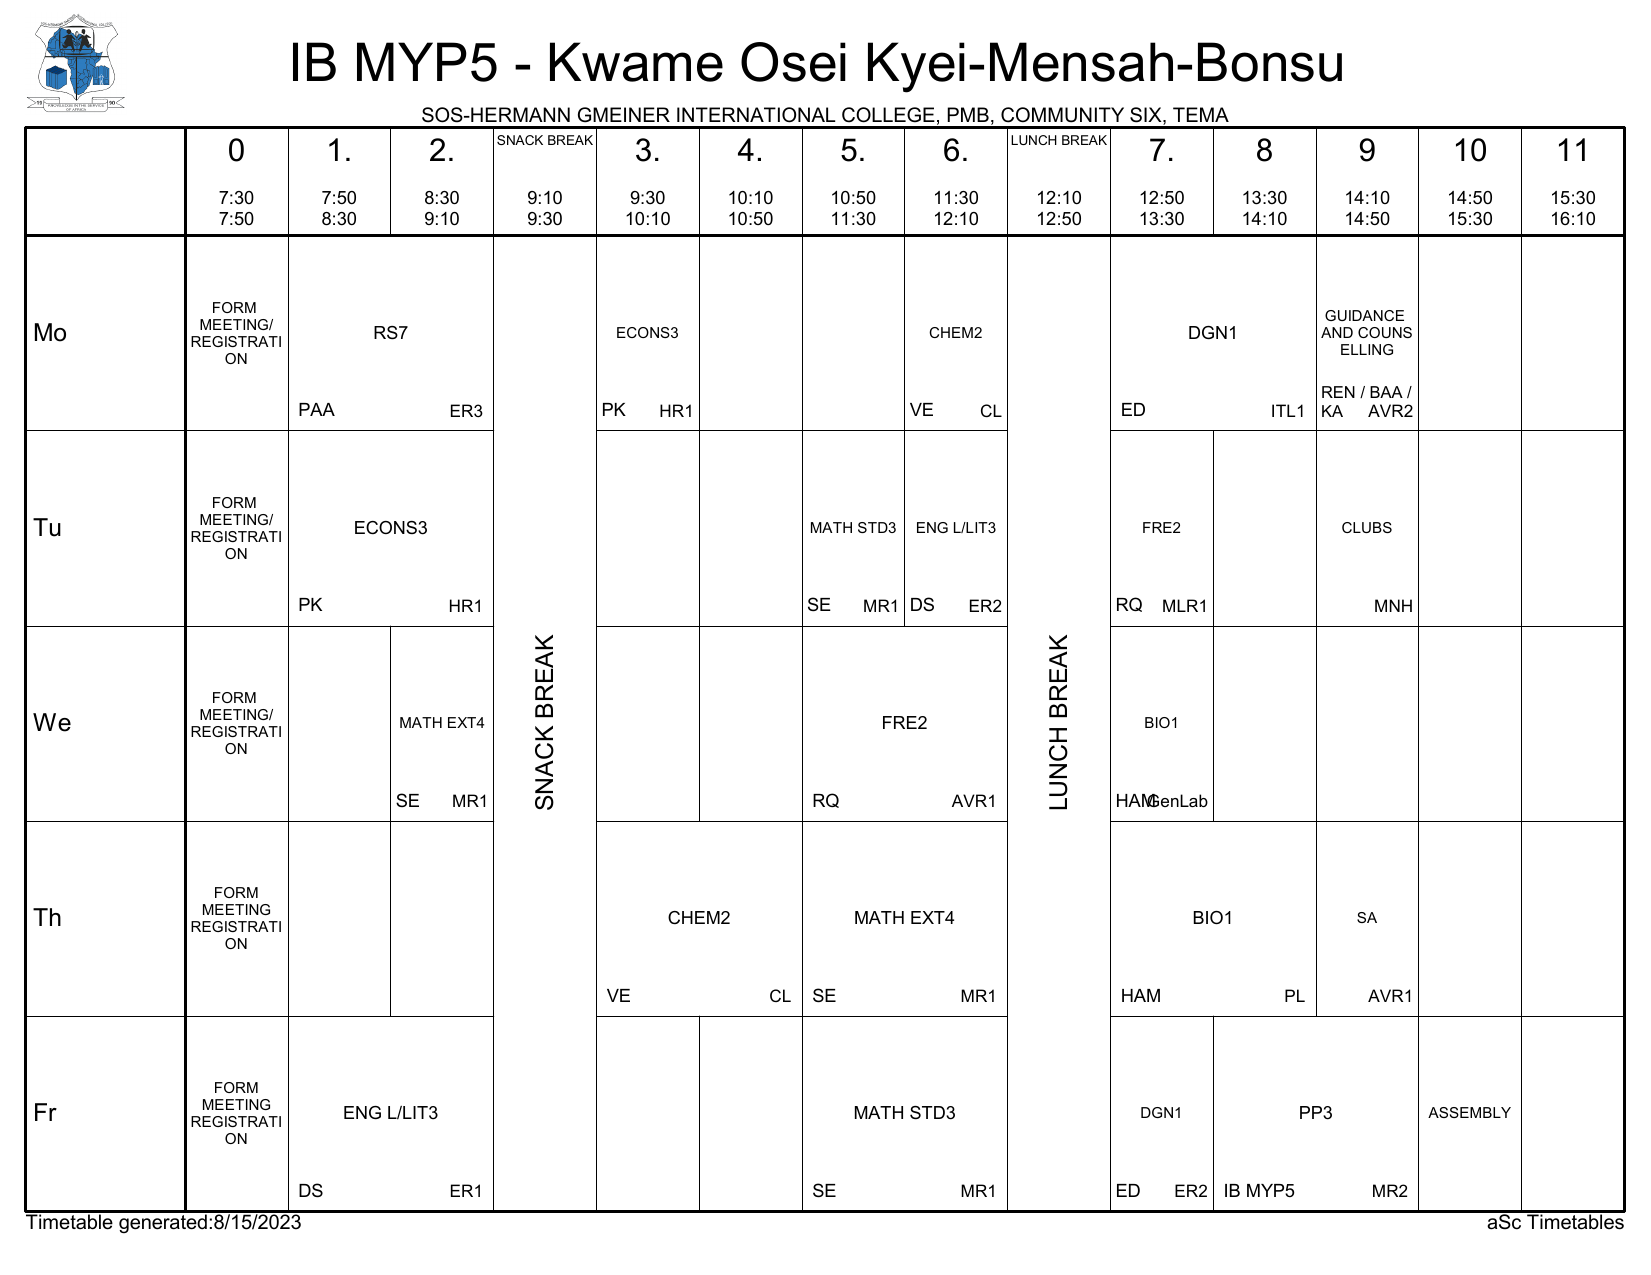 IB MYP5 - Kwame Osei Kyei-Mensah-Bonsu
SOS-HERMANN GMEINER INTERNATIONAL COLLEGE, PMB, COMMUNITY SIX, TEMA
0 1. 2. SNACK BREAK 3. 4. 5. 6. LUNCH BREAK 7. 8 9 10 11
7:30 7:50 8:30 9:10 9:30 10:10 10:50 11:30 12:10 12:50 13:30 14:10 14:50 15:30
7:50 8:30 9:10 9:30 10:10 10:50 11:30 12:10 12:50 13:30 14:10 14:50 15:30 16:10
Mo
FORM
MEETING/
REGISTRATI
ON
RS7
PAA ER3
ECONS3
PK HR1
CHEM2
VE CL
DGN1
ED ITL1
GUIDANCE
AND COUNS
ELLING
REN / BAA /
KA AVR2
Tu
FORM
MEETING/
REGISTRATI
ON
ECONS3
PK HR1
MATH STD3
SE MR1
ENG L/LIT3
DS ER2
FRE2
RQ MLR1
CLUBS
MNH
SNACK BREAK
LUNCH BREAK
We
FORM
MEETING/
REGISTRATI
ON
MATH EXT4
SE MR1
FRE2
RQ AVR1
BIO1
HAM GenLab
Th
FORM
MEETING
REGISTRATI
ON
CHEM2
VE CL
MATH EXT4
SE MR1
BIO1
HAM PL
SA
AVR1
Fr
FORM
MEETING
REGISTRATI
ON
ENG L/LIT3
DS ER1
MATH STD3
SE MR1
DGN1
ED ER2
PP3
IB MYP5 MR2
ASSEMBLY
Timetable generated:8/15/2023
aSc Timetables